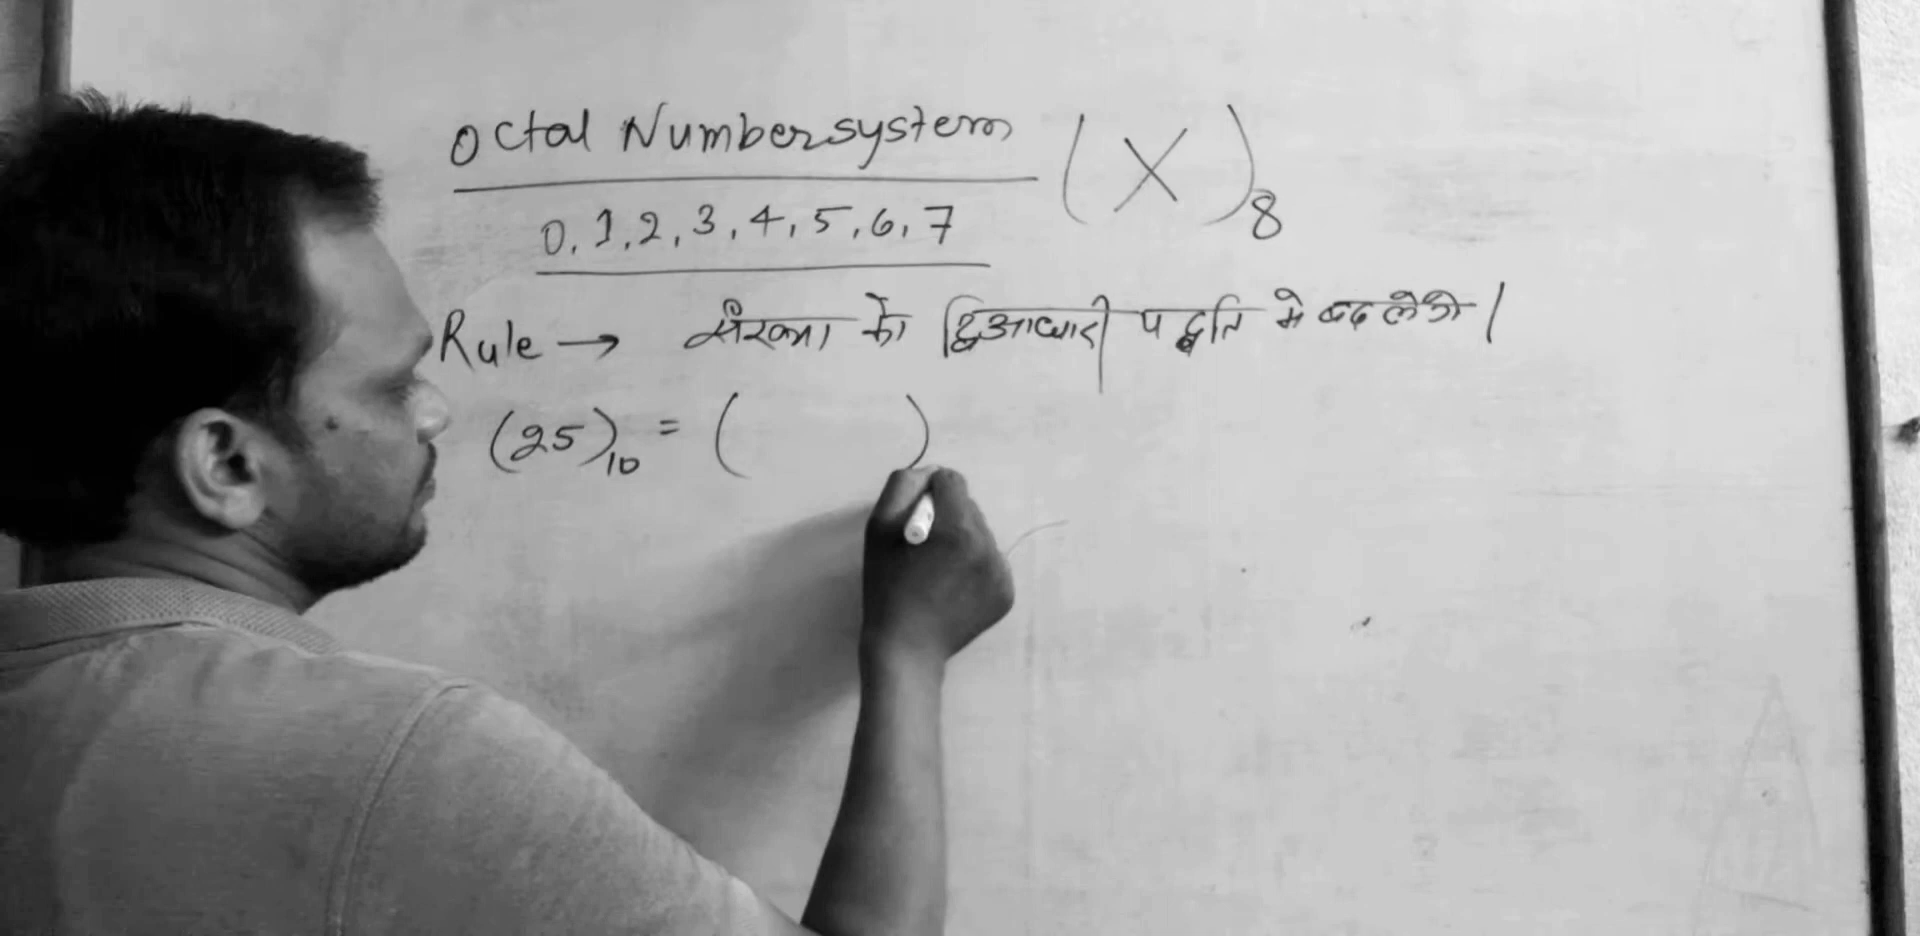 Octal Number system (X)8
0, 1, 2, 3, 4, 5, 6, 7
Rule → संख्या को द्विआधारी पद्धति मे बदलेंगे।
(25)10 = ( )